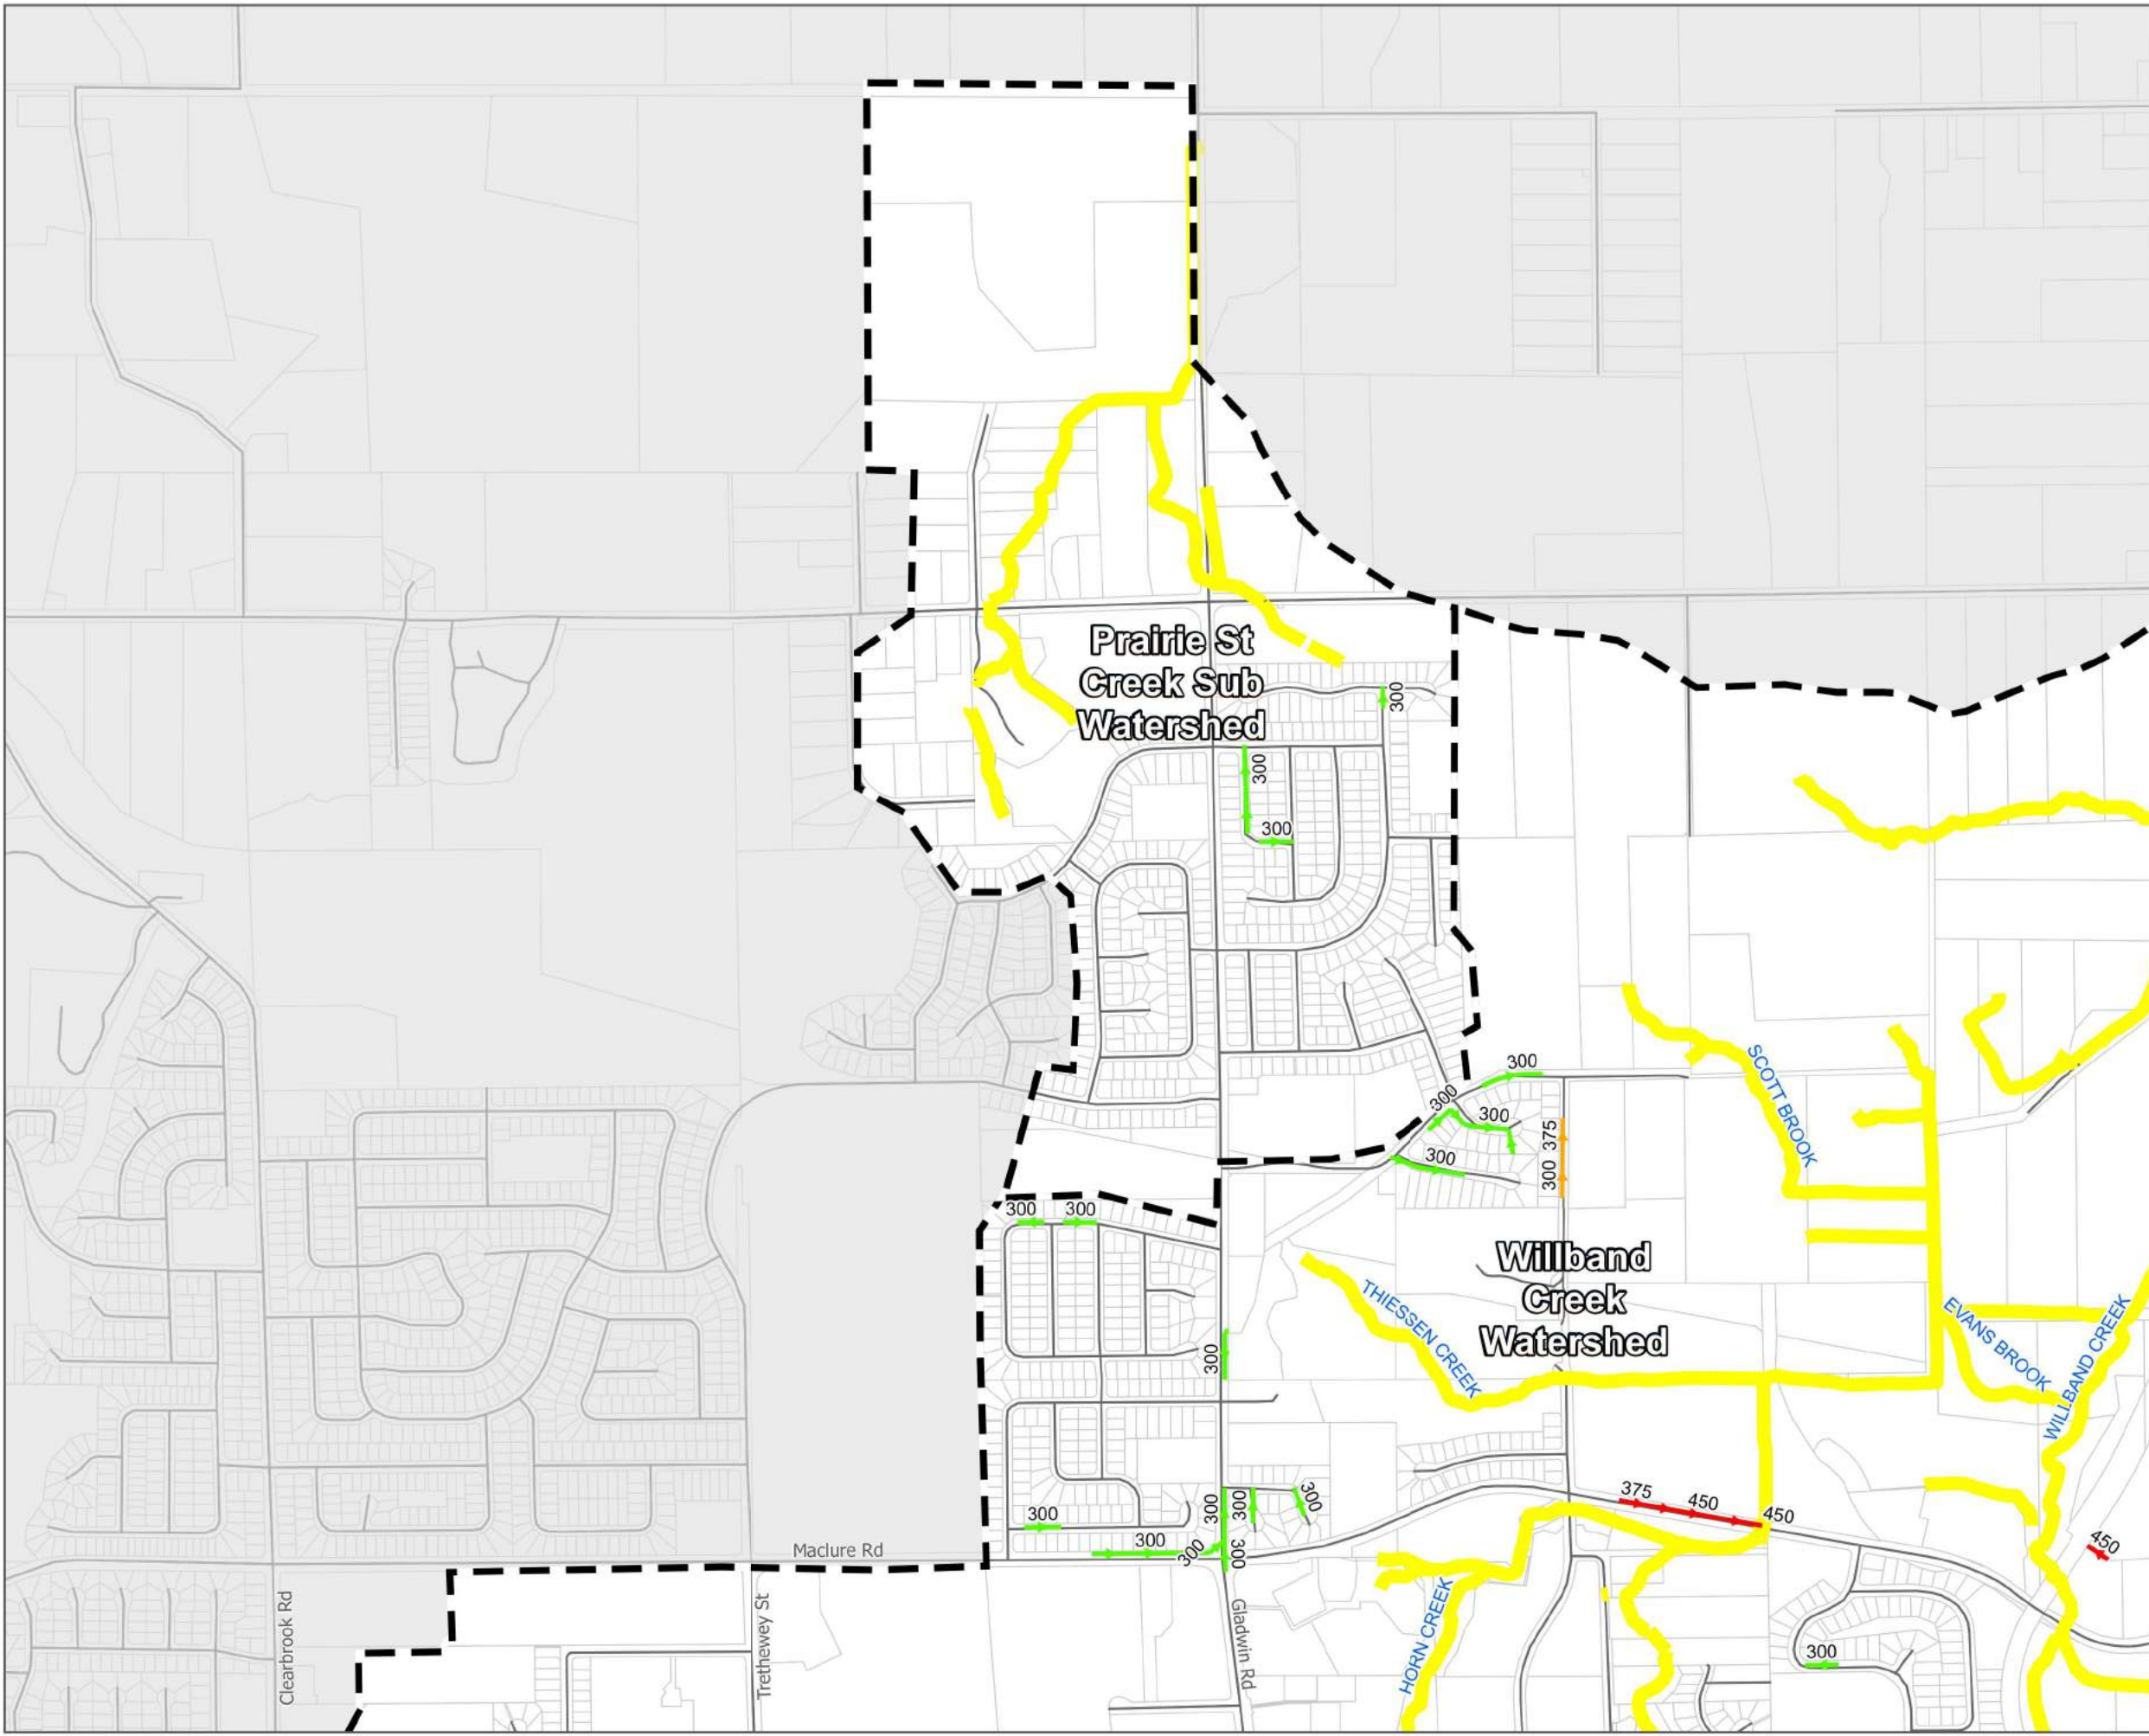 Prairie St
Creek Sub
Watershed
300
300
300
300
300
300
300
375
300
SCOTT BROOK
300
300
Willband
Creek
Watershed
THIESSEN CREEK
EVANS BROOK
WILLBAND CREEK
300
375
450
450
450
300
300
300
300
300
300
300
Maclure Rd
Clearbrook Rd
Trethewey St
Gladwin Rd
HORN CREEK
300